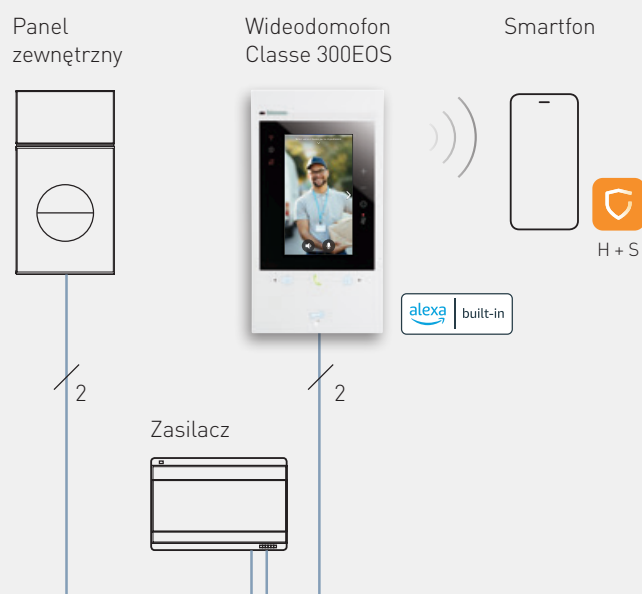 Panel
zewnętrzny
Wideodomofon
Classe 300EOS
Smartfon
H + S
alexa
built-in
2
2
Zasilacz